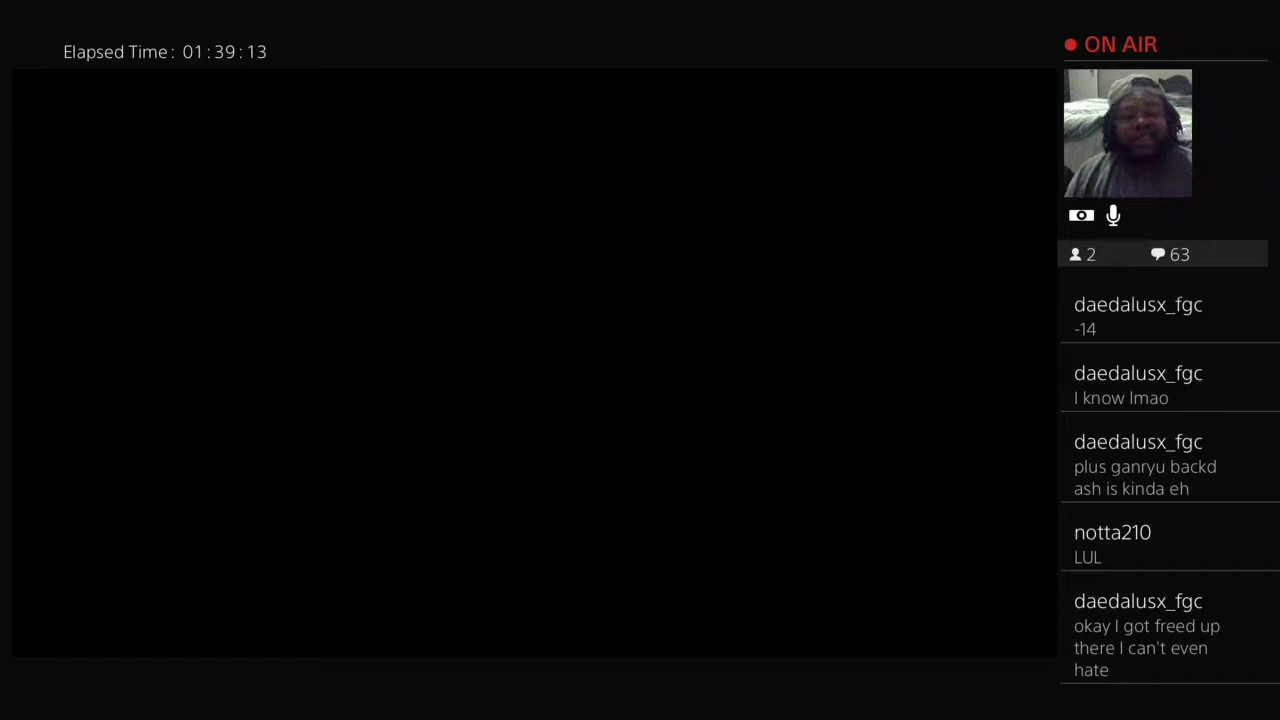 Elapsed Time: 01:39:13
ON AIR
2
63
daedalusx_fgc
-14
daedalusx_fgc
I know lmao
daedalusx_fgc
plus ganryu backd
ash is kinda eh
notta210
LUL
daedalusx_fgc
okay I got freed up
there I can't even
hate